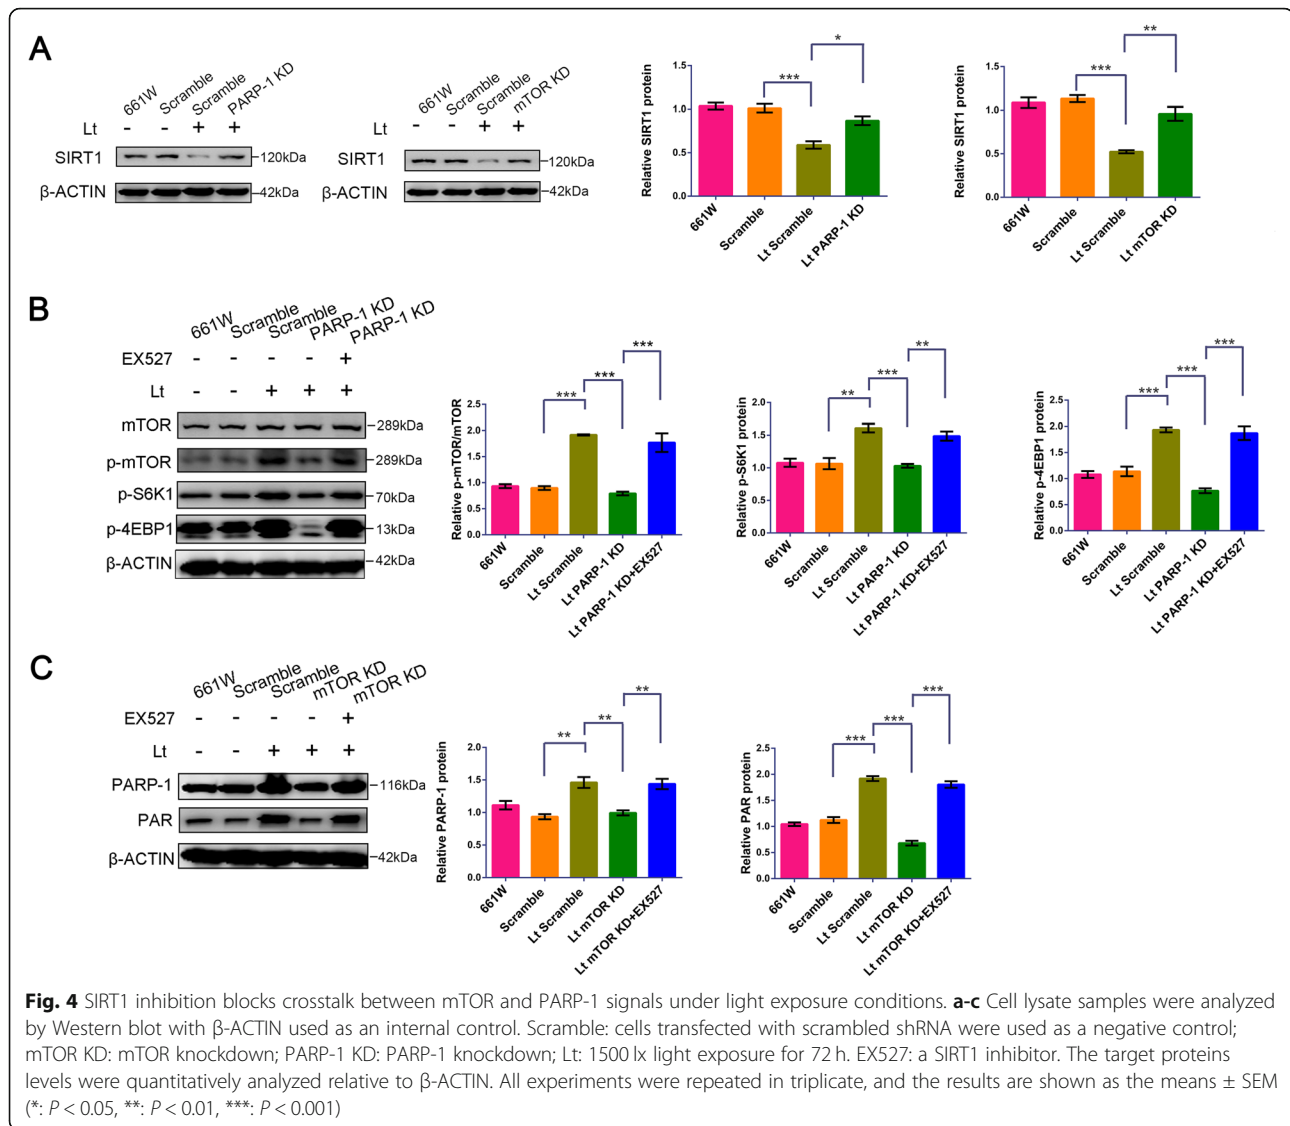 A
661W Scramble Scramble PARP-1 KD
Lt - - + +
SIRT1 120kDa
β-ACTIN 42kDa
661W Scramble Scramble mTOR KD
Lt - - + +
SIRT1 120kDa
β-ACTIN 42kDa
Relative SIRT1 protein
1.5
1.0
0.5
0.0
*** *
661W Scramble Lt Scramble Lt PARP-1 KD
Relative SIRT1 protein
1.5
1.0
0.5
0.0
*** **
661W Scramble Lt Scramble Lt mTOR KD
B
661W Scramble Scramble PARP-1 KD PARP-1 KD
EX527 - - - - +
Lt - - + + +
mTOR 289kDa
p-mTOR 289kDa
p-S6K1 70kDa
p-4EBP1 13kDa
β-ACTIN 42kDa
Relative p-mTOR/mTOR
2.5
2.0
1.5
1.0
0.5
0.0
*** *** ***
661W Scramble Lt Scramble Lt PARP-1 KD Lt PARP-1 KD+EX527
Relative p-S6K1 protein
2.0
1.5
1.0
0.5
0.0
** *** **
661W Scramble Lt Scramble Lt PARP-1 KD Lt PARP-1 KD+EX527
Relative p-4EBP1 protein
2.5
2.0
1.5
1.0
0.5
0.0
*** *** ***
661W Scramble Lt Scramble Lt PARP-1 KD Lt PARP-1 KD+EX527
C
661W Scramble Scramble mTOR KD mTOR KD
EX527 - - - - +
Lt - - + + +
PARP-1 116kDa
PAR
β-ACTIN 42kDa
Relative PARP-1 protein
2.0
1.5
1.0
0.5
0.0
** ** **
661W Scramble Lt Scramble Lt mTOR KD Lt mTOR KD+EX527
Relative PAR protein
2.5
2.0
1.5
1.0
0.5
0.0
*** *** ***
661W Scramble Lt Scramble Lt mTOR KD Lt mTOR KD+EX527
Fig. 4 SIRT1 inhibition blocks crosstalk between mTOR and PARP-1 signals under light exposure conditions. a-c Cell lysate samples were analyzed
by Western blot with β-ACTIN used as an internal control. Scramble: cells transfected with scrambled shRNA were used as a negative control;
mTOR KD: mTOR knockdown; PARP-1 KD: PARP-1 knockdown; Lt: 1500 lx light exposure for 72 h. EX527: a SIRT1 inhibitor. The target proteins
levels were quantitatively analyzed relative to β-ACTIN. All experiments were repeated in triplicate, and the results are shown as the means ± SEM
(*: P < 0.05, **: P < 0.01, ***: P < 0.001)